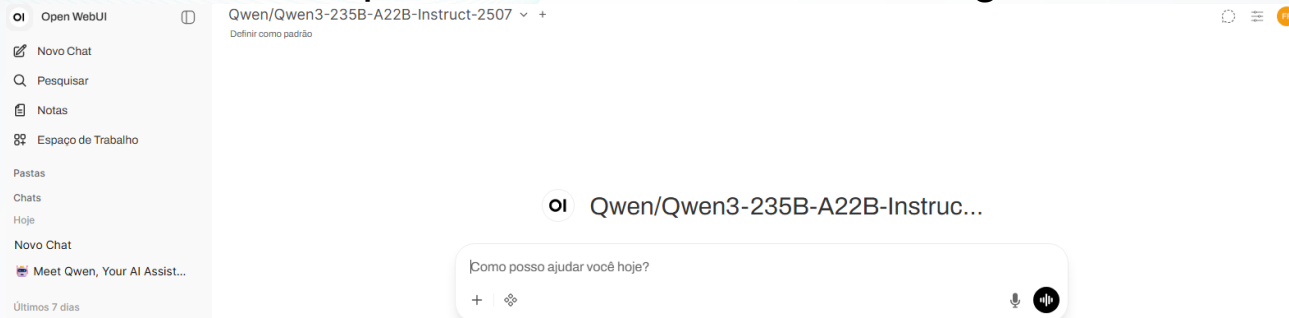 OI Open WebUI
Novo Chat
Pesquisar
Notas
Espaço de Trabalho
Pastas
Chats
Hoje
Novo Chat
Meet Qwen, Your AI Assist...
Últimos 7 dias
Qwen/Qwen3-235B-A22B-Instruct-2507
Definir como padrão
OI Qwen/Qwen3-235B-A22B-Instruc...
Como posso ajudar você hoje?